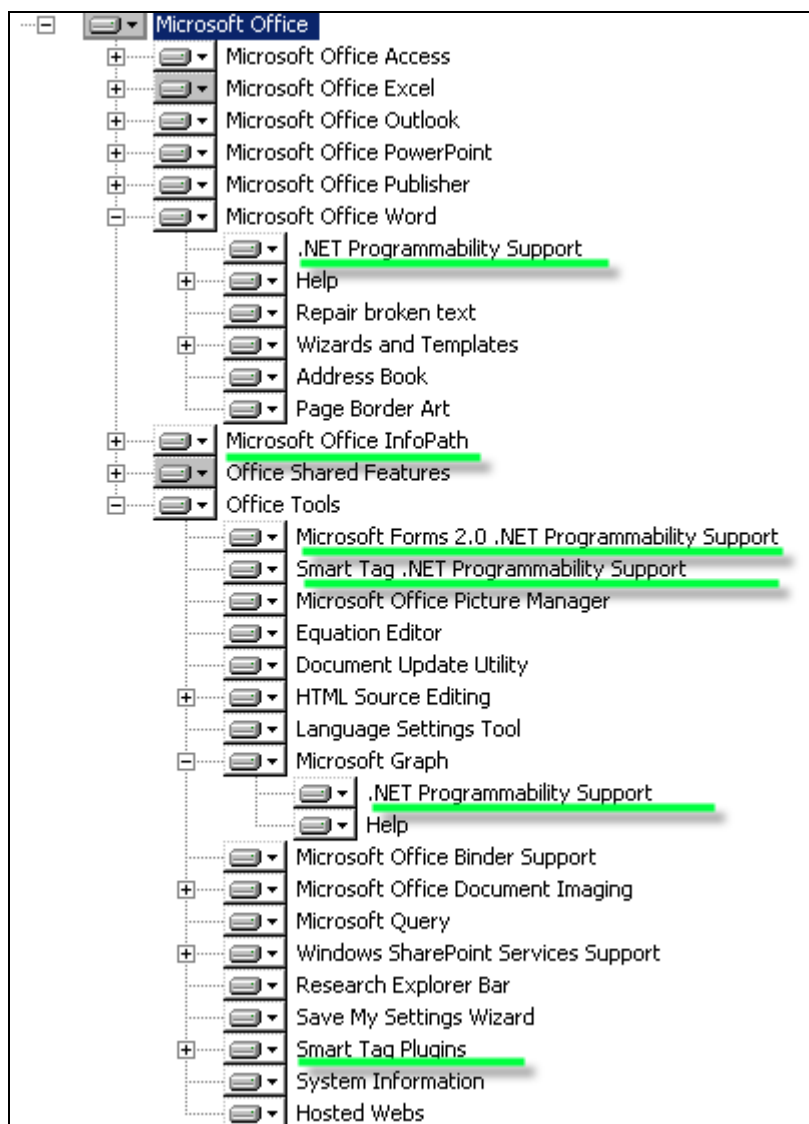 Microsoft Office
Microsoft Office Access
Microsoft Office Excel
Microsoft Office Outlook
Microsoft Office PowerPoint
Microsoft Office Publisher
Microsoft Office Word
.NET Programmability Support
Help
Repair broken text
Wizards and Templates
Address Book
Page Border Art
Microsoft Office InfoPath
Office Shared Features
Office Tools
Microsoft Forms 2.0 .NET Programmability Support
Smart Tag .NET Programmability Support
Microsoft Office Picture Manager
Equation Editor
Document Update Utility
HTML Source Editing
Language Settings Tool
Microsoft Graph
.NET Programmability Support
Help
Microsoft Office Binder Support
Microsoft Office Document Imaging
Microsoft Query
Windows SharePoint Services Support
Research Explorer Bar
Save My Settings Wizard
Smart Tag Plugins
System Information
Hosted Webs